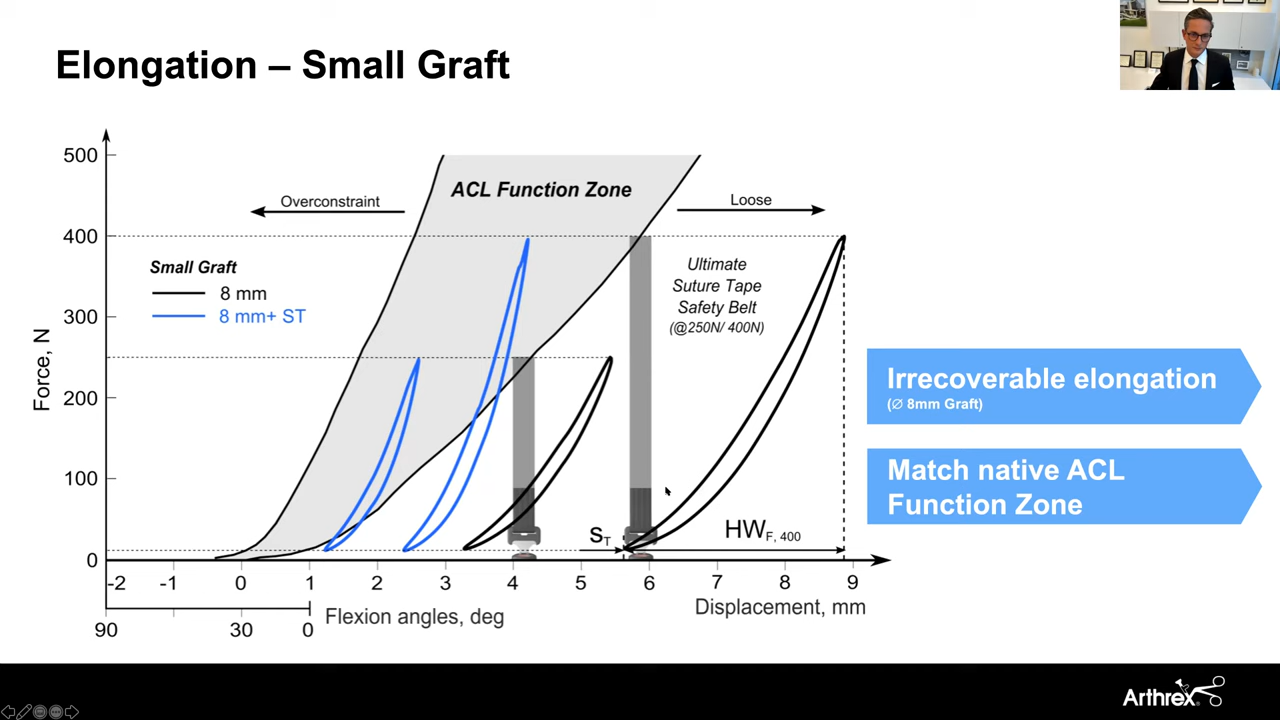 Elongation – Small Graft
500
400
300
200
100
0
Force, N
Overconstraint
ACL Function Zone
Loose
Small Graft
8 mm
8 mm+ ST
Ultimate
Suture Tape
Safety Belt
(@250N/ 400N)
Irrecoverable elongation
(∅ 8mm Graft)
Match native ACL
Function Zone
ST
HWF, 400
-2 -1 0 1 2 3 4 5 6 7 8 9
Displacement, mm
Flexion angles, deg
90 30 0
Arthrex